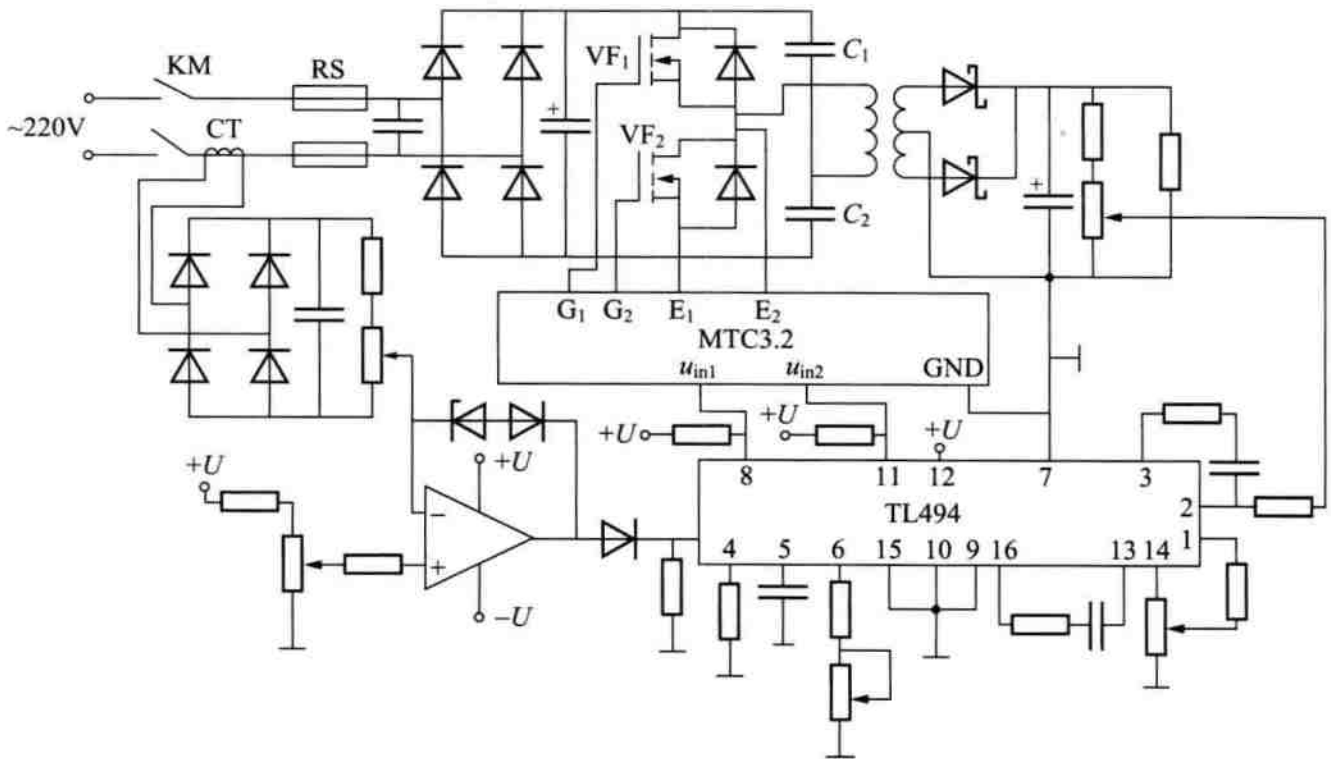 KM
RS
~220V
CT
+
VF₁
VF₂
C₁
C₂
+
G₁ G₂ E₁ E₂
MTC3.2
uᵢₙ₁ uᵢₙ₂ GND
+U
+U
+U
8 11 12 7 3
TL494
2
1
4 5 6 15 10 9 16 13 14
+U
+U
−
+
−U